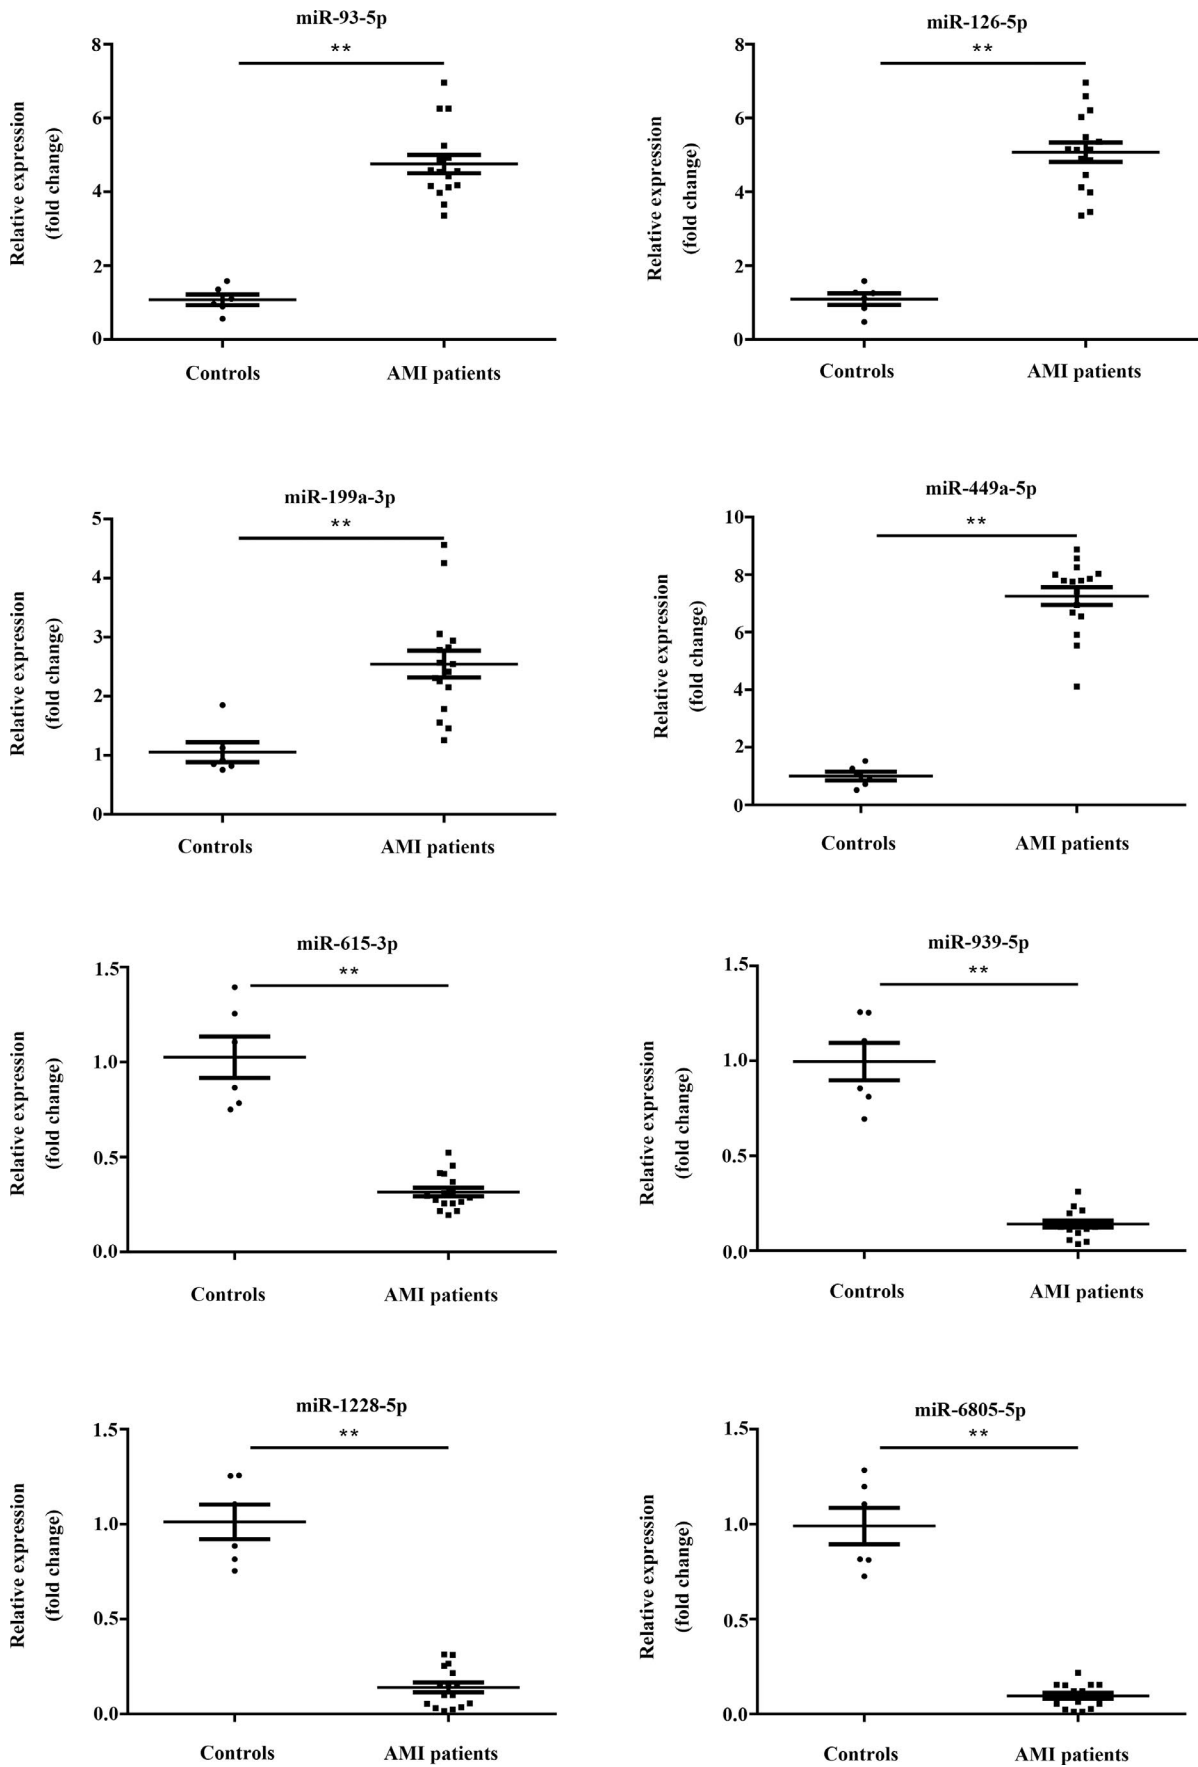 miR-93-5p
**
Relative expression
(fold change)
8
6
4
2
0
Controls
AMI patients
miR-126-5p
**
Relative expression
(fold change)
8
6
4
2
0
Controls
AMI patients
miR-199a-3p
**
Relative expression
(fold change)
5
4
3
2
1
0
Controls
AMI patients
miR-449a-5p
**
Relative expression
(fold change)
10
8
6
4
2
0
Controls
AMI patients
miR-615-3p
**
Relative expression
(fold change)
1.5
1.0
0.5
0.0
Controls
AMI patients
miR-939-5p
**
Relative expression
(fold change)
1.5
1.0
0.5
0.0
Controls
AMI patients
miR-1228-5p
**
Relative expression
(fold change)
1.5
1.0
0.5
0.0
Controls
AMI patients
miR-6805-5p
**
Relative expression
(fold change)
1.5
1.0
0.5
0.0
Controls
AMI patients